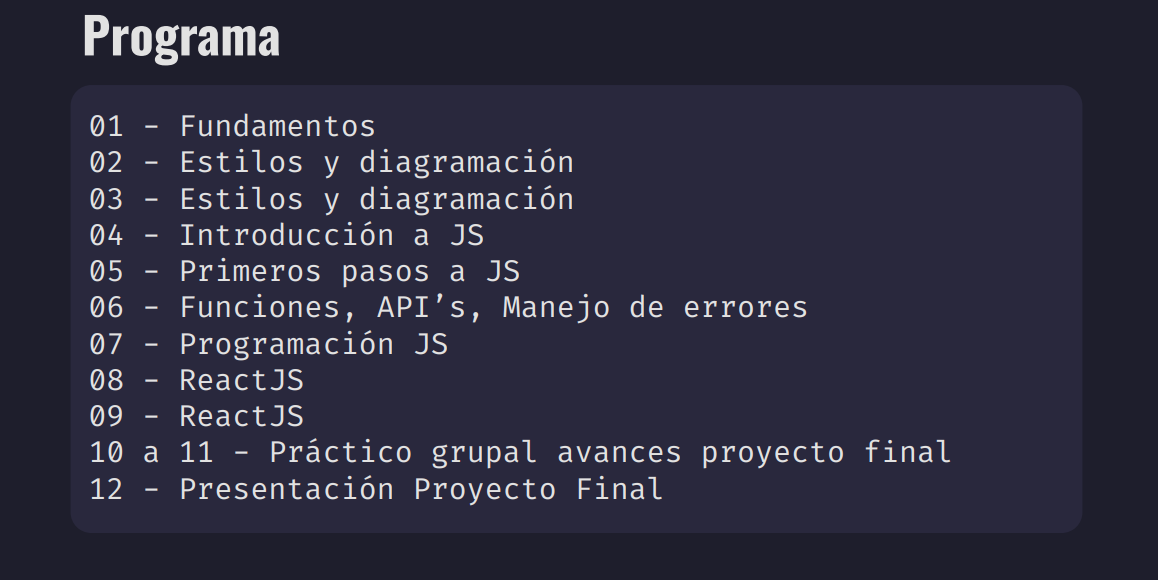 Programa
01 – Fundamentos
02 – Estilos y diagramación
03 – Estilos y diagramación
04 – Introducción a JS
05 – Primeros pasos a JS
06 – Funciones, API’s, Manejo de errores
07 – Programación JS
08 – ReactJS
09 – ReactJS
10 a 11 – Práctico grupal avances proyecto final
12 – Presentación Proyecto Final